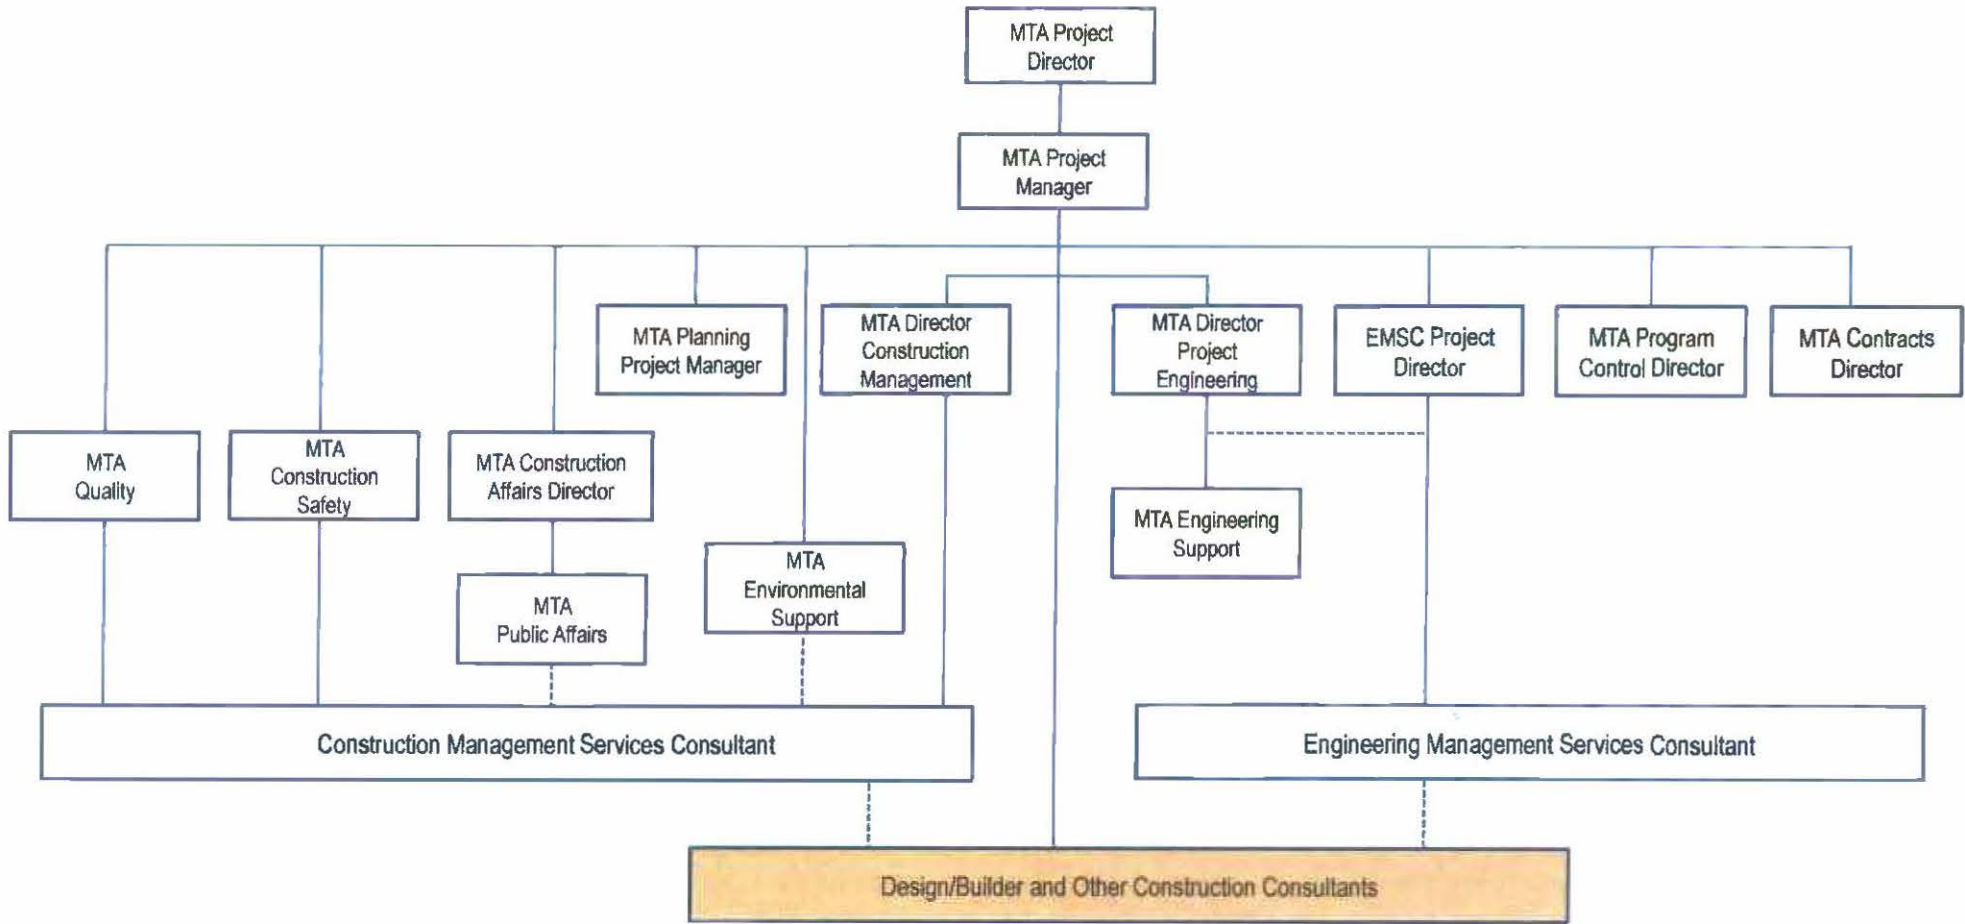 MTA Project
Director
MTA Project
Manager
MTA Planning
Project Manager
MTA Director
Construction
Management
MTA Director
Project
Engineering
EMSC Project
Director
MTA Program
Control Director
MTA Contracts
Director
MTA
Quality
MTA
Construction
Safety
MTA Construction
Affairs Director
MTA Engineering
Support
MTA
Environmental
Support
MTA
Public Affairs
Construction Management Services Consultant
Engineering Management Services Consultant
Design/Builder and Other Construction Consultants